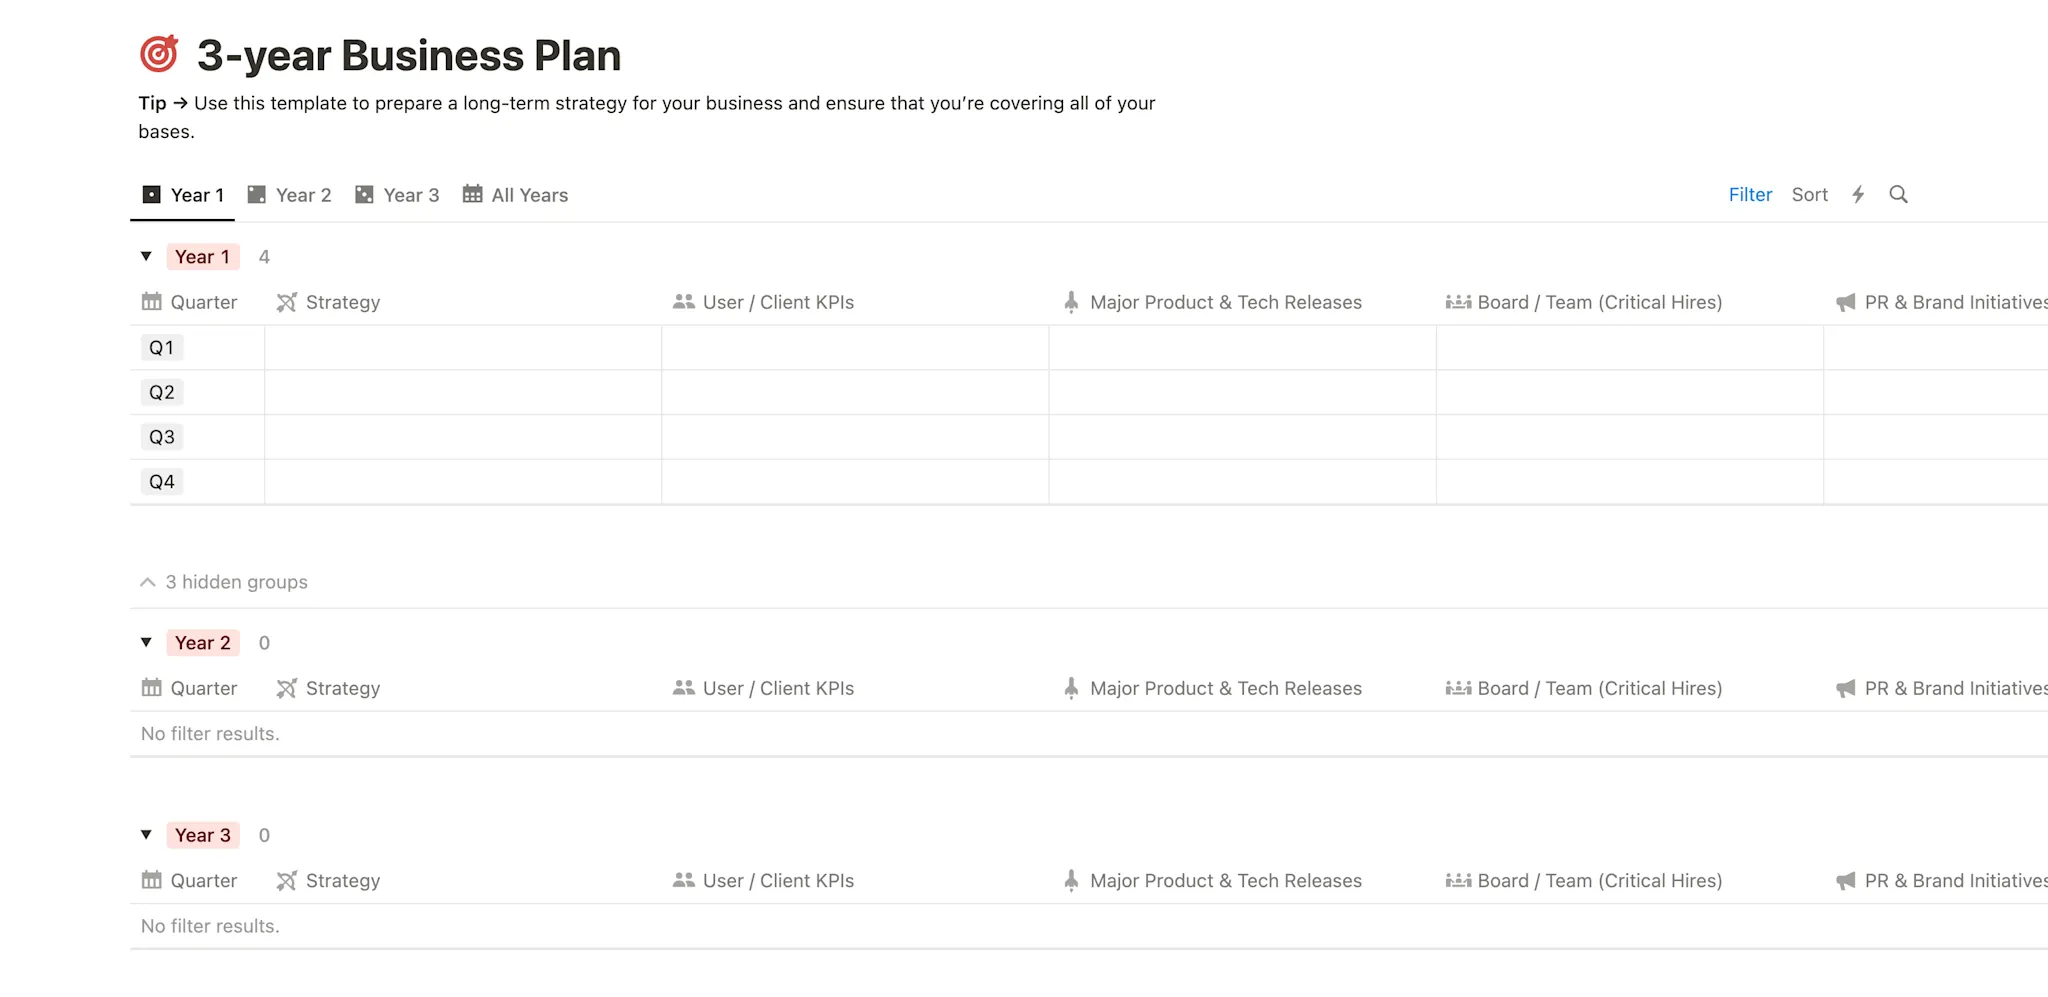 3-year Business Plan
Tip → Use this template to prepare a long-term strategy for your business and ensure that you’re covering all of your
bases.
Year 1 Year 2 Year 3 All Years Filter Sort
Year 1 4
Quarter Strategy User / Client KPIs Major Product & Tech Releases Board / Team (Critical Hires) PR & Brand Initiatives
Q1
Q2
Q3
Q4
3 hidden groups
Year 2 0
Quarter Strategy User / Client KPIs Major Product & Tech Releases Board / Team (Critical Hires) PR & Brand Initiatives
No filter results.
Year 3 0
Quarter Strategy User / Client KPIs Major Product & Tech Releases Board / Team (Critical Hires) PR & Brand Initiatives
No filter results.